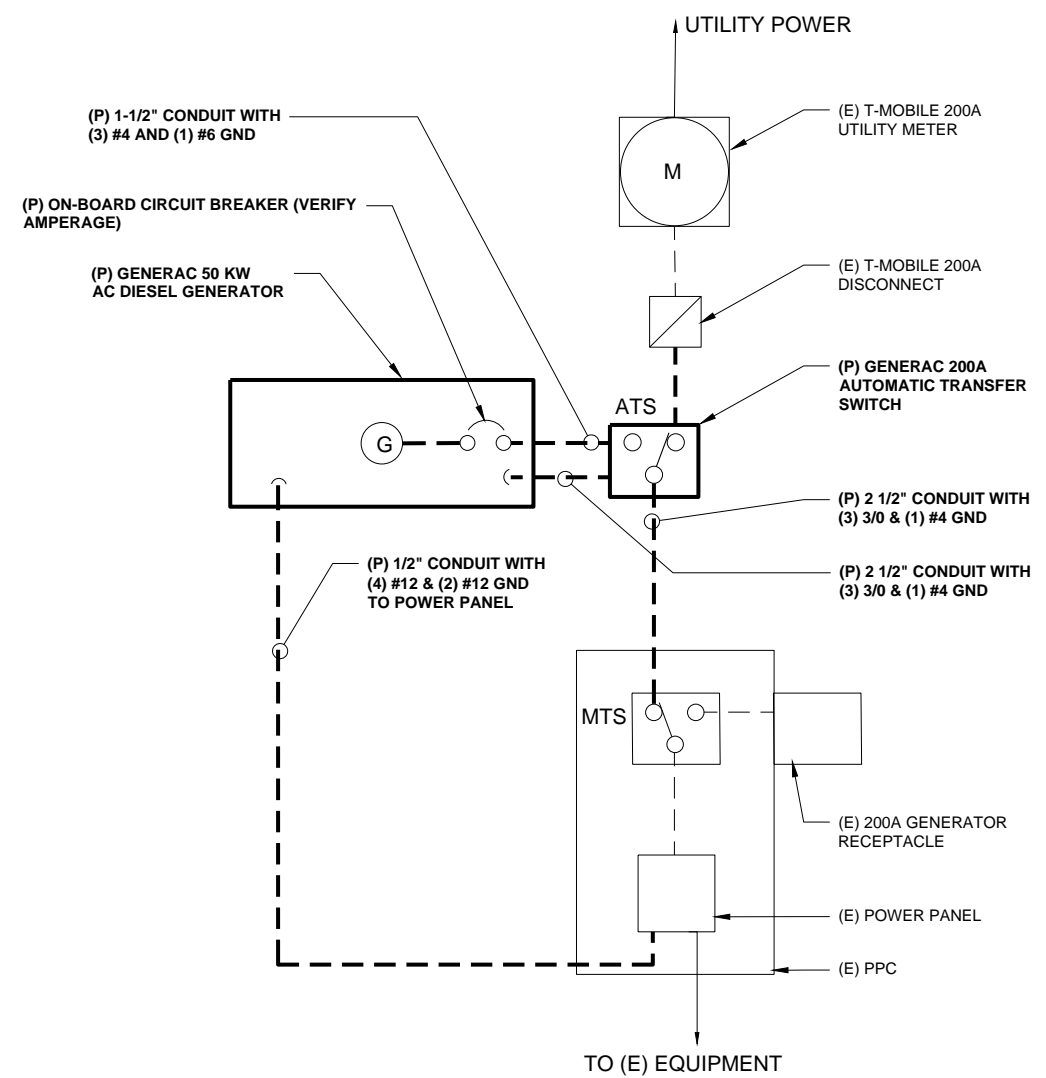 UTILITY POWER
(P) 1-1/2" CONDUIT WITH
(3) #4 AND (1) #6 GND
(E) T-MOBILE 200A
UTILITY METER
M
(P) ON-BOARD CIRCUIT BREAKER (VERIFY
AMPERAGE)
(P) GENERAC 50 KW
AC DIESEL GENERATOR
(E) T-MOBILE 200A
DISCONNECT
(P) GENERAC 200A
AUTOMATIC TRANSFER
SWITCH
ATS
G
(P) 2 1/2" CONDUIT WITH
(3) 3/0 & (1) #4 GND
(P) 1/2" CONDUIT WITH
(4) #12 & (2) #12 GND
TO POWER PANEL
(P) 2 1/2" CONDUIT WITH
(3) 3/0 & (1) #4 GND
MTS
(E) 200A GENERATOR
RECEPTACLE
(E) POWER PANEL
(E) PPC
TO (E) EQUIPMENT